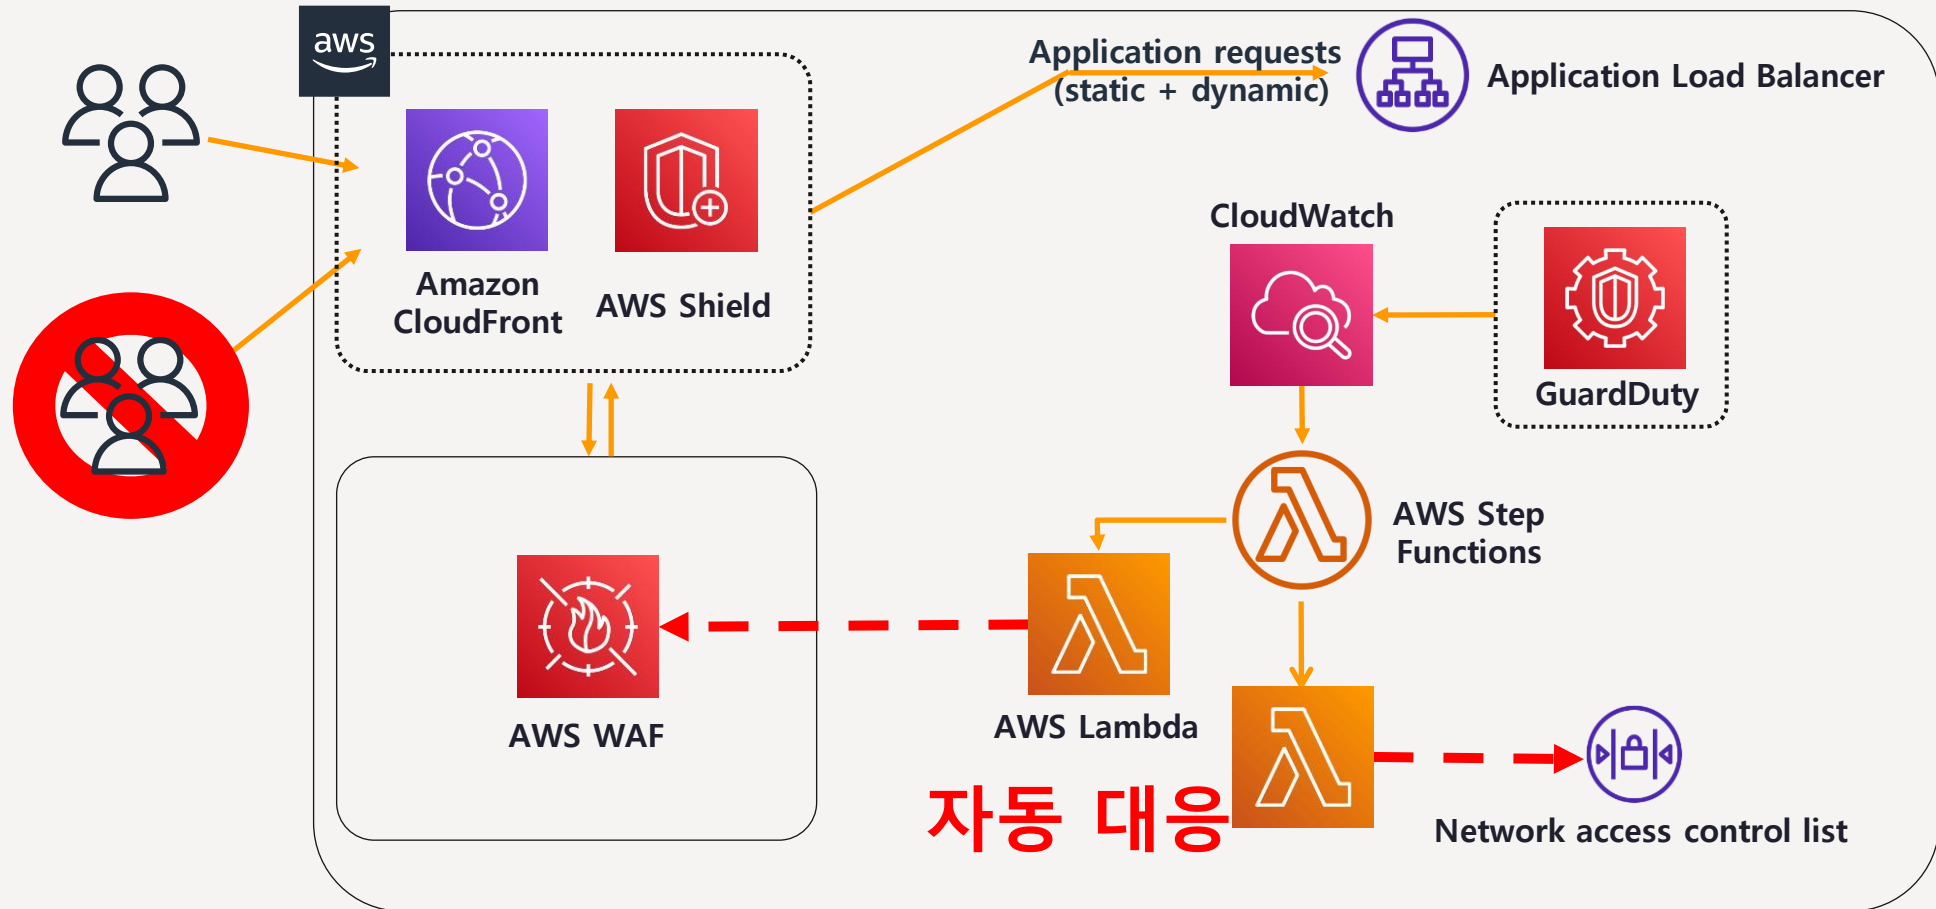 aws
Application requests
(static + dynamic)
Application Load Balancer
Amazon
CloudFront
AWS Shield
CloudWatch
GuardDuty
AWS Step
Functions
AWS WAF
AWS Lambda
자동 대응
Network access control list